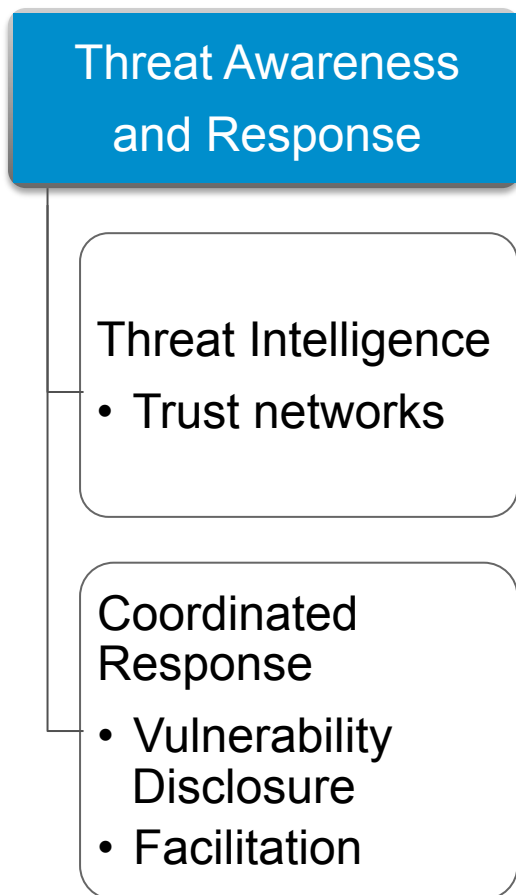 Threat Awareness
and Response
Threat Intelligence
• Trust networks
Coordinated
Response
• Vulnerability
Disclosure
• Facilitation